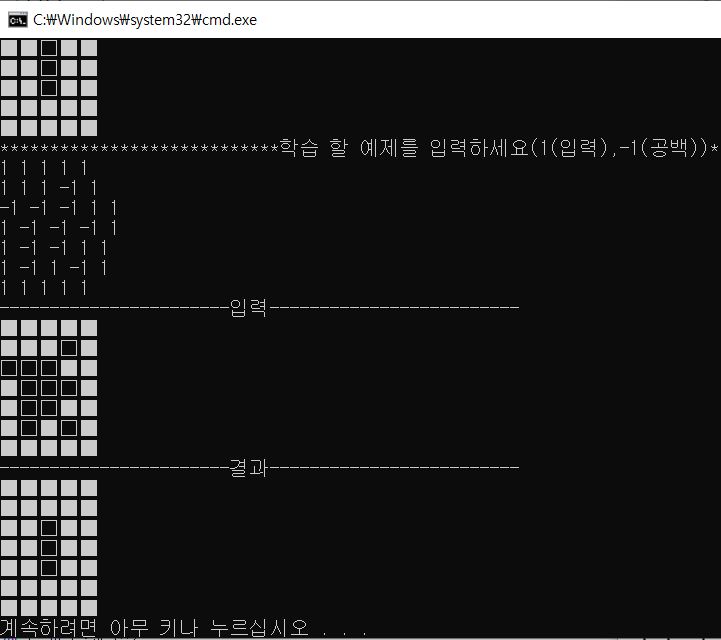 C:₩Windows₩system32₩cmd.exe
■■□■■
■■□■■
■■□■■
■■■■■
■■■■■
****************************학습 할 예제를 입력하세요(1(입력),-1(공백))*
1 1 1 1 1
1 1 1 -1 1
-1 -1 -1 1 1
1 -1 -1 -1 1
1 -1 -1 1 1
1 -1 1 -1 1
1 1 1 1 1
-----------------------입력-------------------------
■■■■■
■■■□■
□□□■■
■□□□■
■□□■■
■□■□■
■■■■■
-----------------------결과-------------------------
■■■■■
■■■■■
■■□■■
■■□■■
■■□■■
■■■■■
■■■■■
계속하려면 아무 키나 누르십시오 . . .